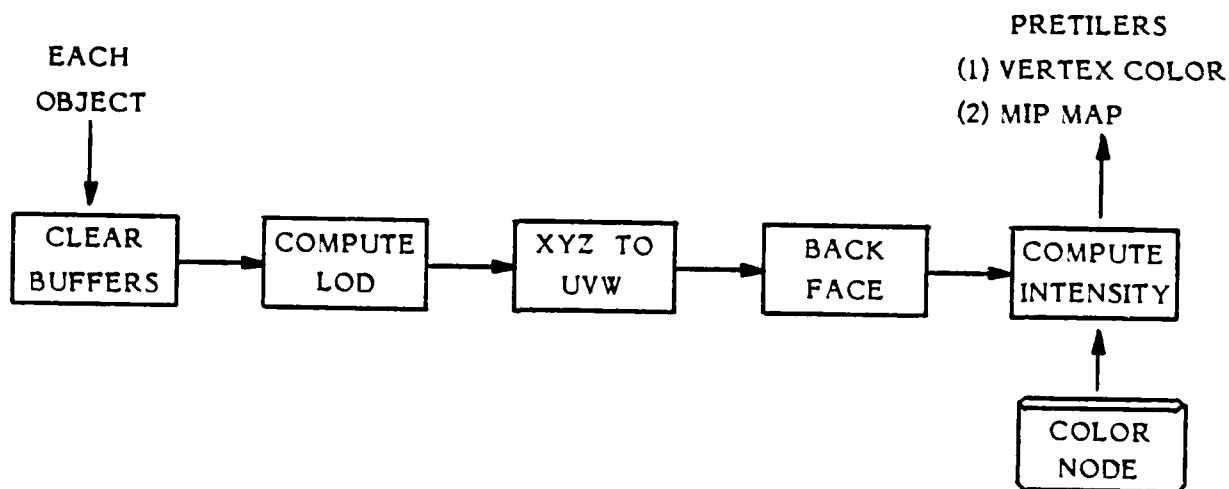 EACH
OBJECT
PRETILERS
(1) VERTEX COLOR
(2) MIP MAP
CLEAR
BUFFERS
COMPUTE
LOD
XYZ TO
UVW
BACK
FACE
COMPUTE
INTENSITY
COLOR
NODE